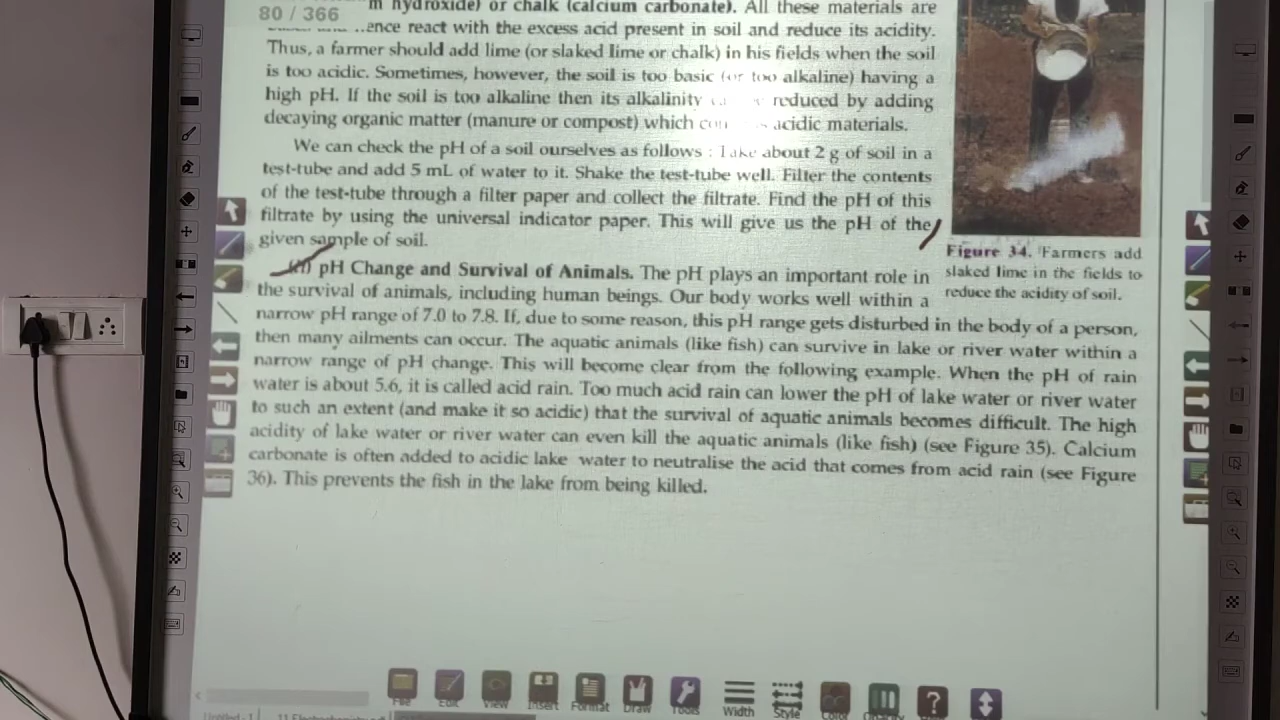 80 / 366
m hydroxide) or chalk (calcium carbonate). All these materials are
ence react with the excess acid present in soil and reduce its acidity.
Thus, a farmer should add lime (or slaked lime or chalk) in his fields when the soil
is too acidic. Sometimes, however, the soil is too basic (or too alkaline) having a
high pH. If the soil is too alkaline then its alkalinity reduced by adding
decaying organic matter (manure or compost) which acidic materials.
We can check the pH of a soil ourselves as follows : Take about 2 g of soil in a
test-tube and add 5 mL of water to it. Shake the test-tube well. Filter the contents
of the test-tube through a filter paper and collect the filtrate. Find the pH of this
filtrate by using the universal indicator paper. This will give us the pH of the
given sample of soil.
Figure 34. Farmers add
slaked lime in the fields to
reduce the acidity of soil.
pH Change and Survival of Animals. The pH plays an important role in
the survival of animals, including human beings. Our body works well within a
narrow pH range of 7.0 to 7.8. If, due to some reason, this pH range gets disturbed in the body of a person,
then many ailments can occur. The aquatic animals (like fish) can survive in lake or river water within a
narrow range of pH change. This will become clear from the following example. When the pH of rain
water is about 5.6, it is called acid rain. Too much acid rain can lower the pH of lake water or river water
to such an extent (and make it so acidic) that the survival of aquatic animals becomes difficult. The high
acidity of lake water or river water can even kill the aquatic animals (like fish) (see Figure 35). Calcium
carbonate is often added to acidic lake water to neutralise the acid that comes from acid rain (see Figure
36). This prevents the fish in the lake from being killed.
File Edit View Insert Format Draw Tools Width Style Color ?